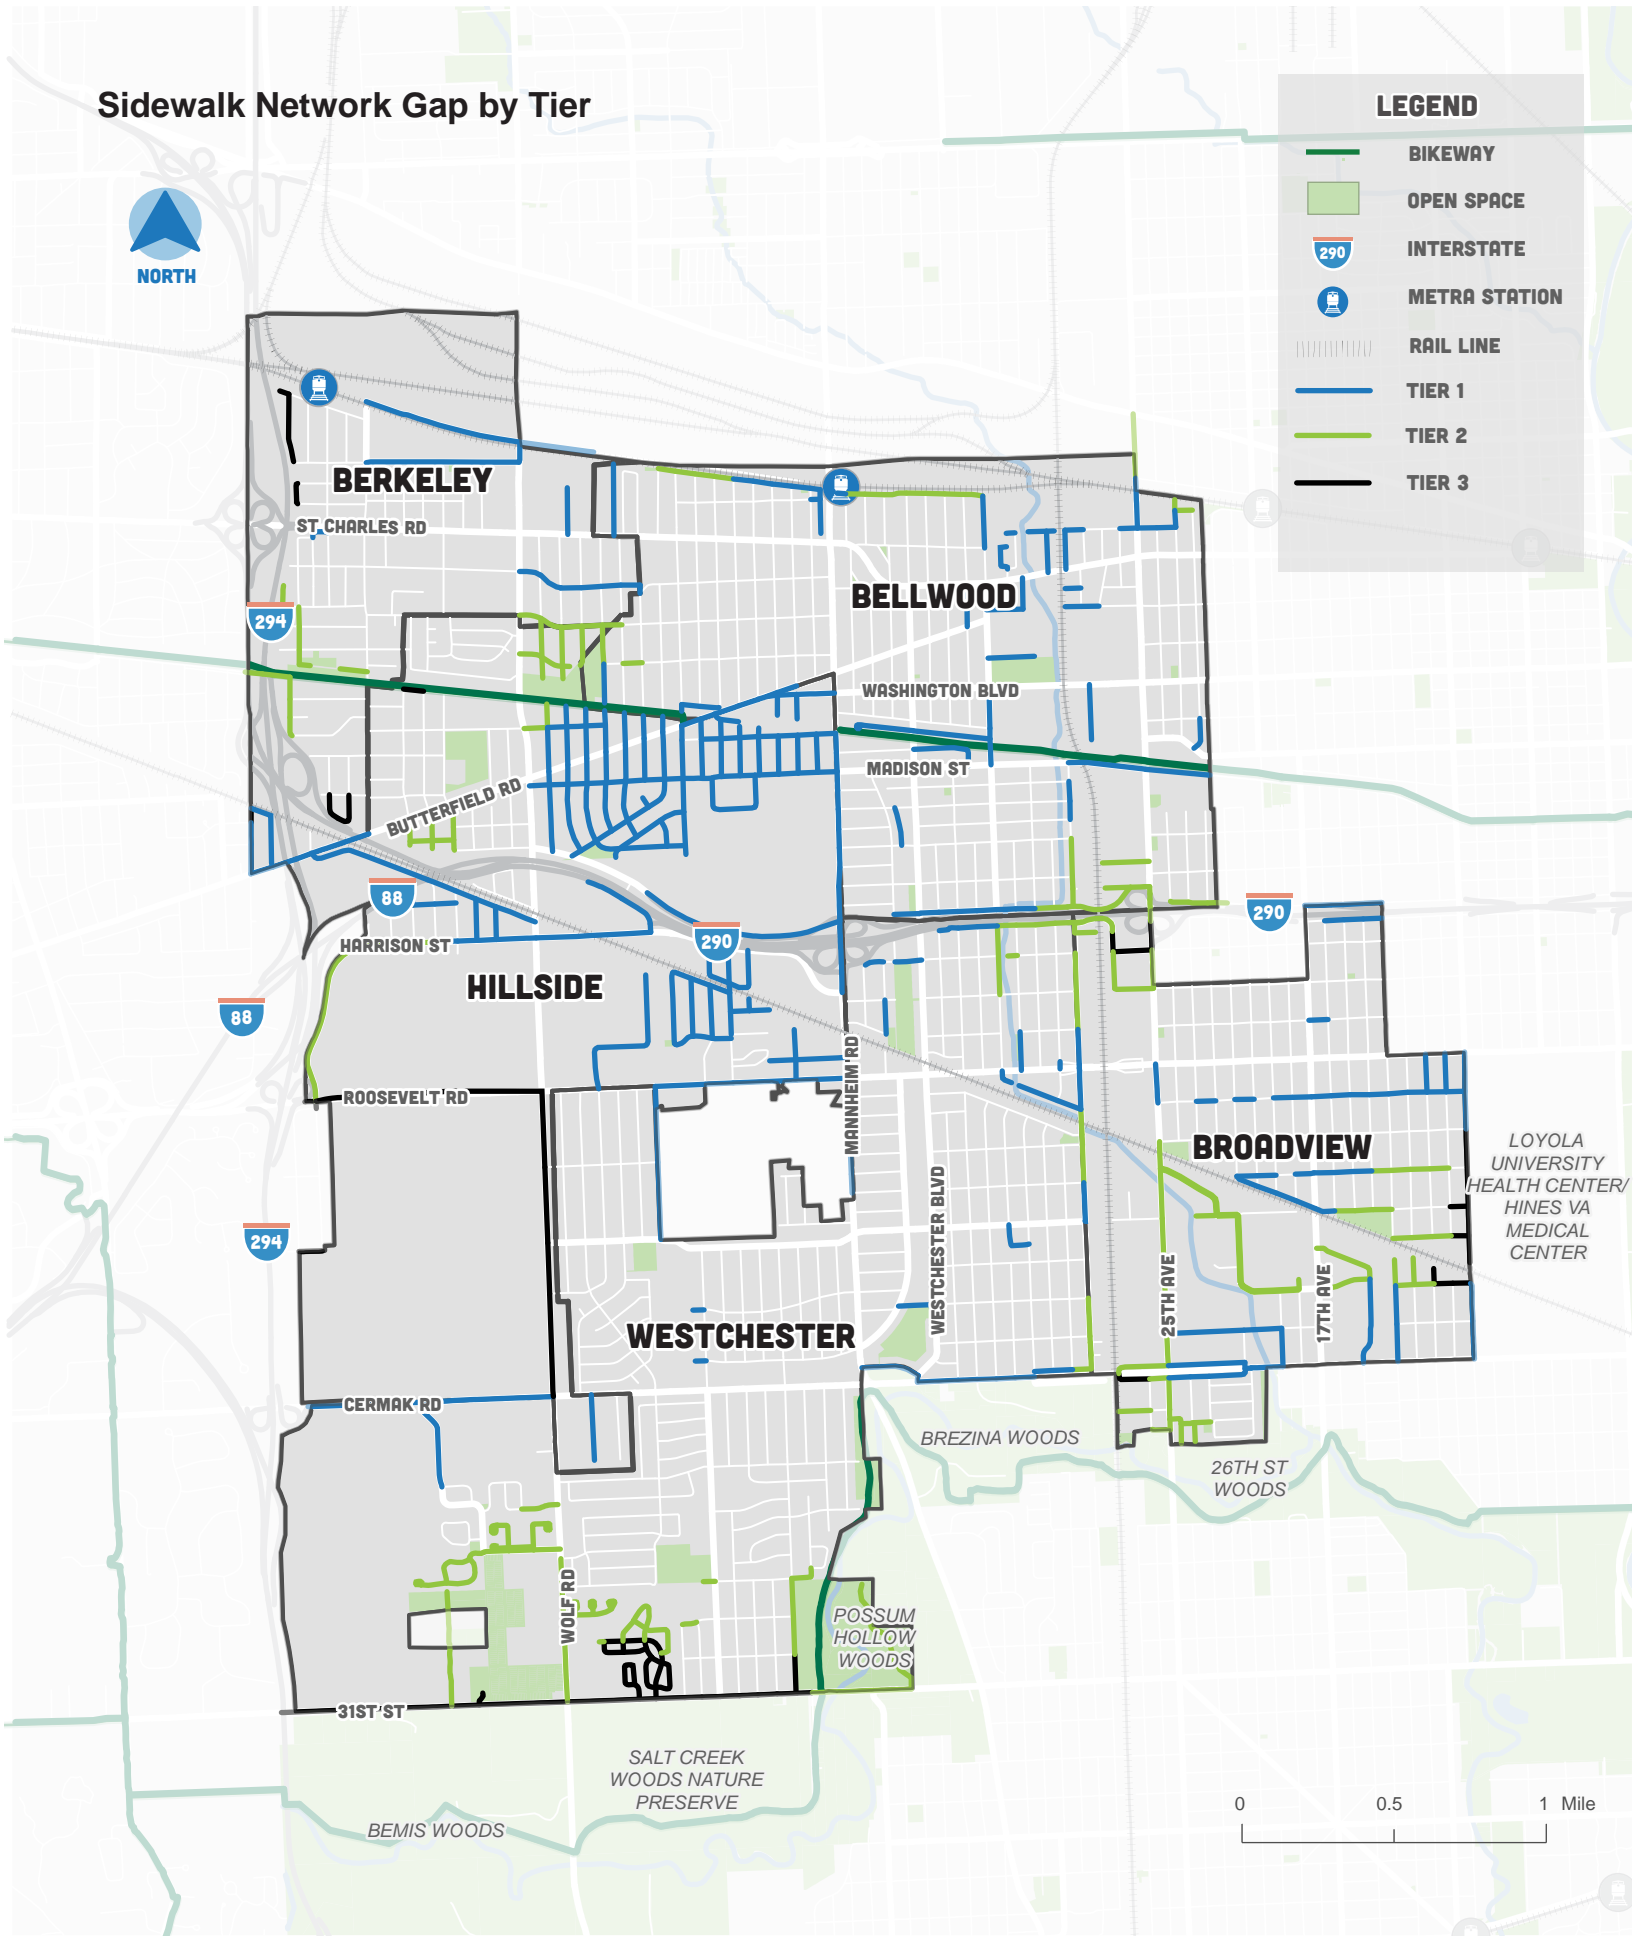 Sidewalk Network Gap by Tier
NORTH
LEGEND
BIKEWAY
OPEN SPACE
290
INTERSTATE
METRA STATION
RAIL LINE
TIER 1
TIER 2
TIER 3
BERKELEY
ST CHARLES RD
BELLWOOD
294
WASHINGTON BLVD
MADISON ST
BUTTERFIELD RD
88
290
290
HARRISON ST
HILLSIDE
88
MANNHEIM RD
ROOSEVELT RD
BROADVIEW
LOYOLA
UNIVERSITY
HEALTH CENTER/
HINES VA
MEDICAL
CENTER
294
WESTCHESTER BLVD
25TH AVE
17TH AVE
WESTCHESTER
CERMAK RD
BREZINA WOODS
26TH ST
WOODS
WOLF RD
POSSUM
HOLLOW
WOODS
31ST ST
SALT CREEK
WOODS NATURE
PRESERVE
BEMIS WOODS
0 0.5 1 Mile